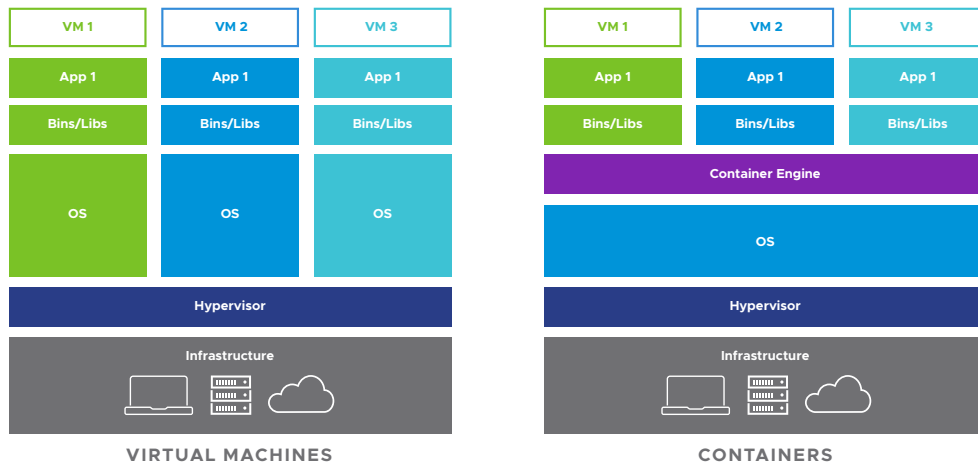 VM 1
VM 2
VM 3
App 1
App 1
App 1
Bins/Libs
Bins/Libs
Bins/Libs
OS
OS
OS
Hypervisor
Infrastructure
VIRTUAL MACHINES
VM 1
VM 2
VM 3
App 1
App 1
App 1
Bins/Libs
Bins/Libs
Bins/Libs
Container Engine
OS
Hypervisor
Infrastructure
CONTAINERS